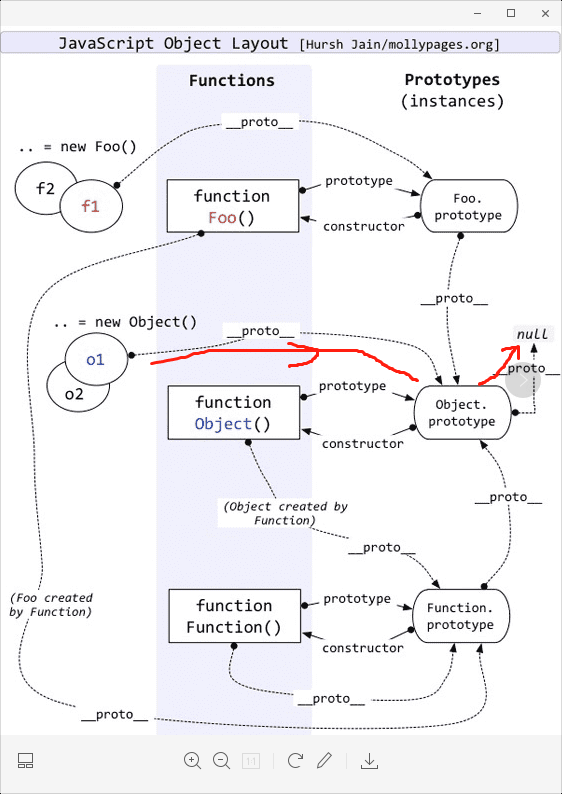 JavaScript Object Layout [Hursh Jain/mollypages.org]
Functions
Prototypes
(instances)
__proto__
.. = new Foo()
f2
f1
function
Foo()
prototype
constructor
Foo.
prototype
__proto__
.. = new Object()
__proto__
null
o1
o2
__proto__
function
Object()
prototype
constructor
Object.
prototype
(Object created by
Function)
__proto__
__proto__
(Foo created
by Function)
function
Function()
prototype
constructor
Function.
prototype
__proto__
__proto__
1:1